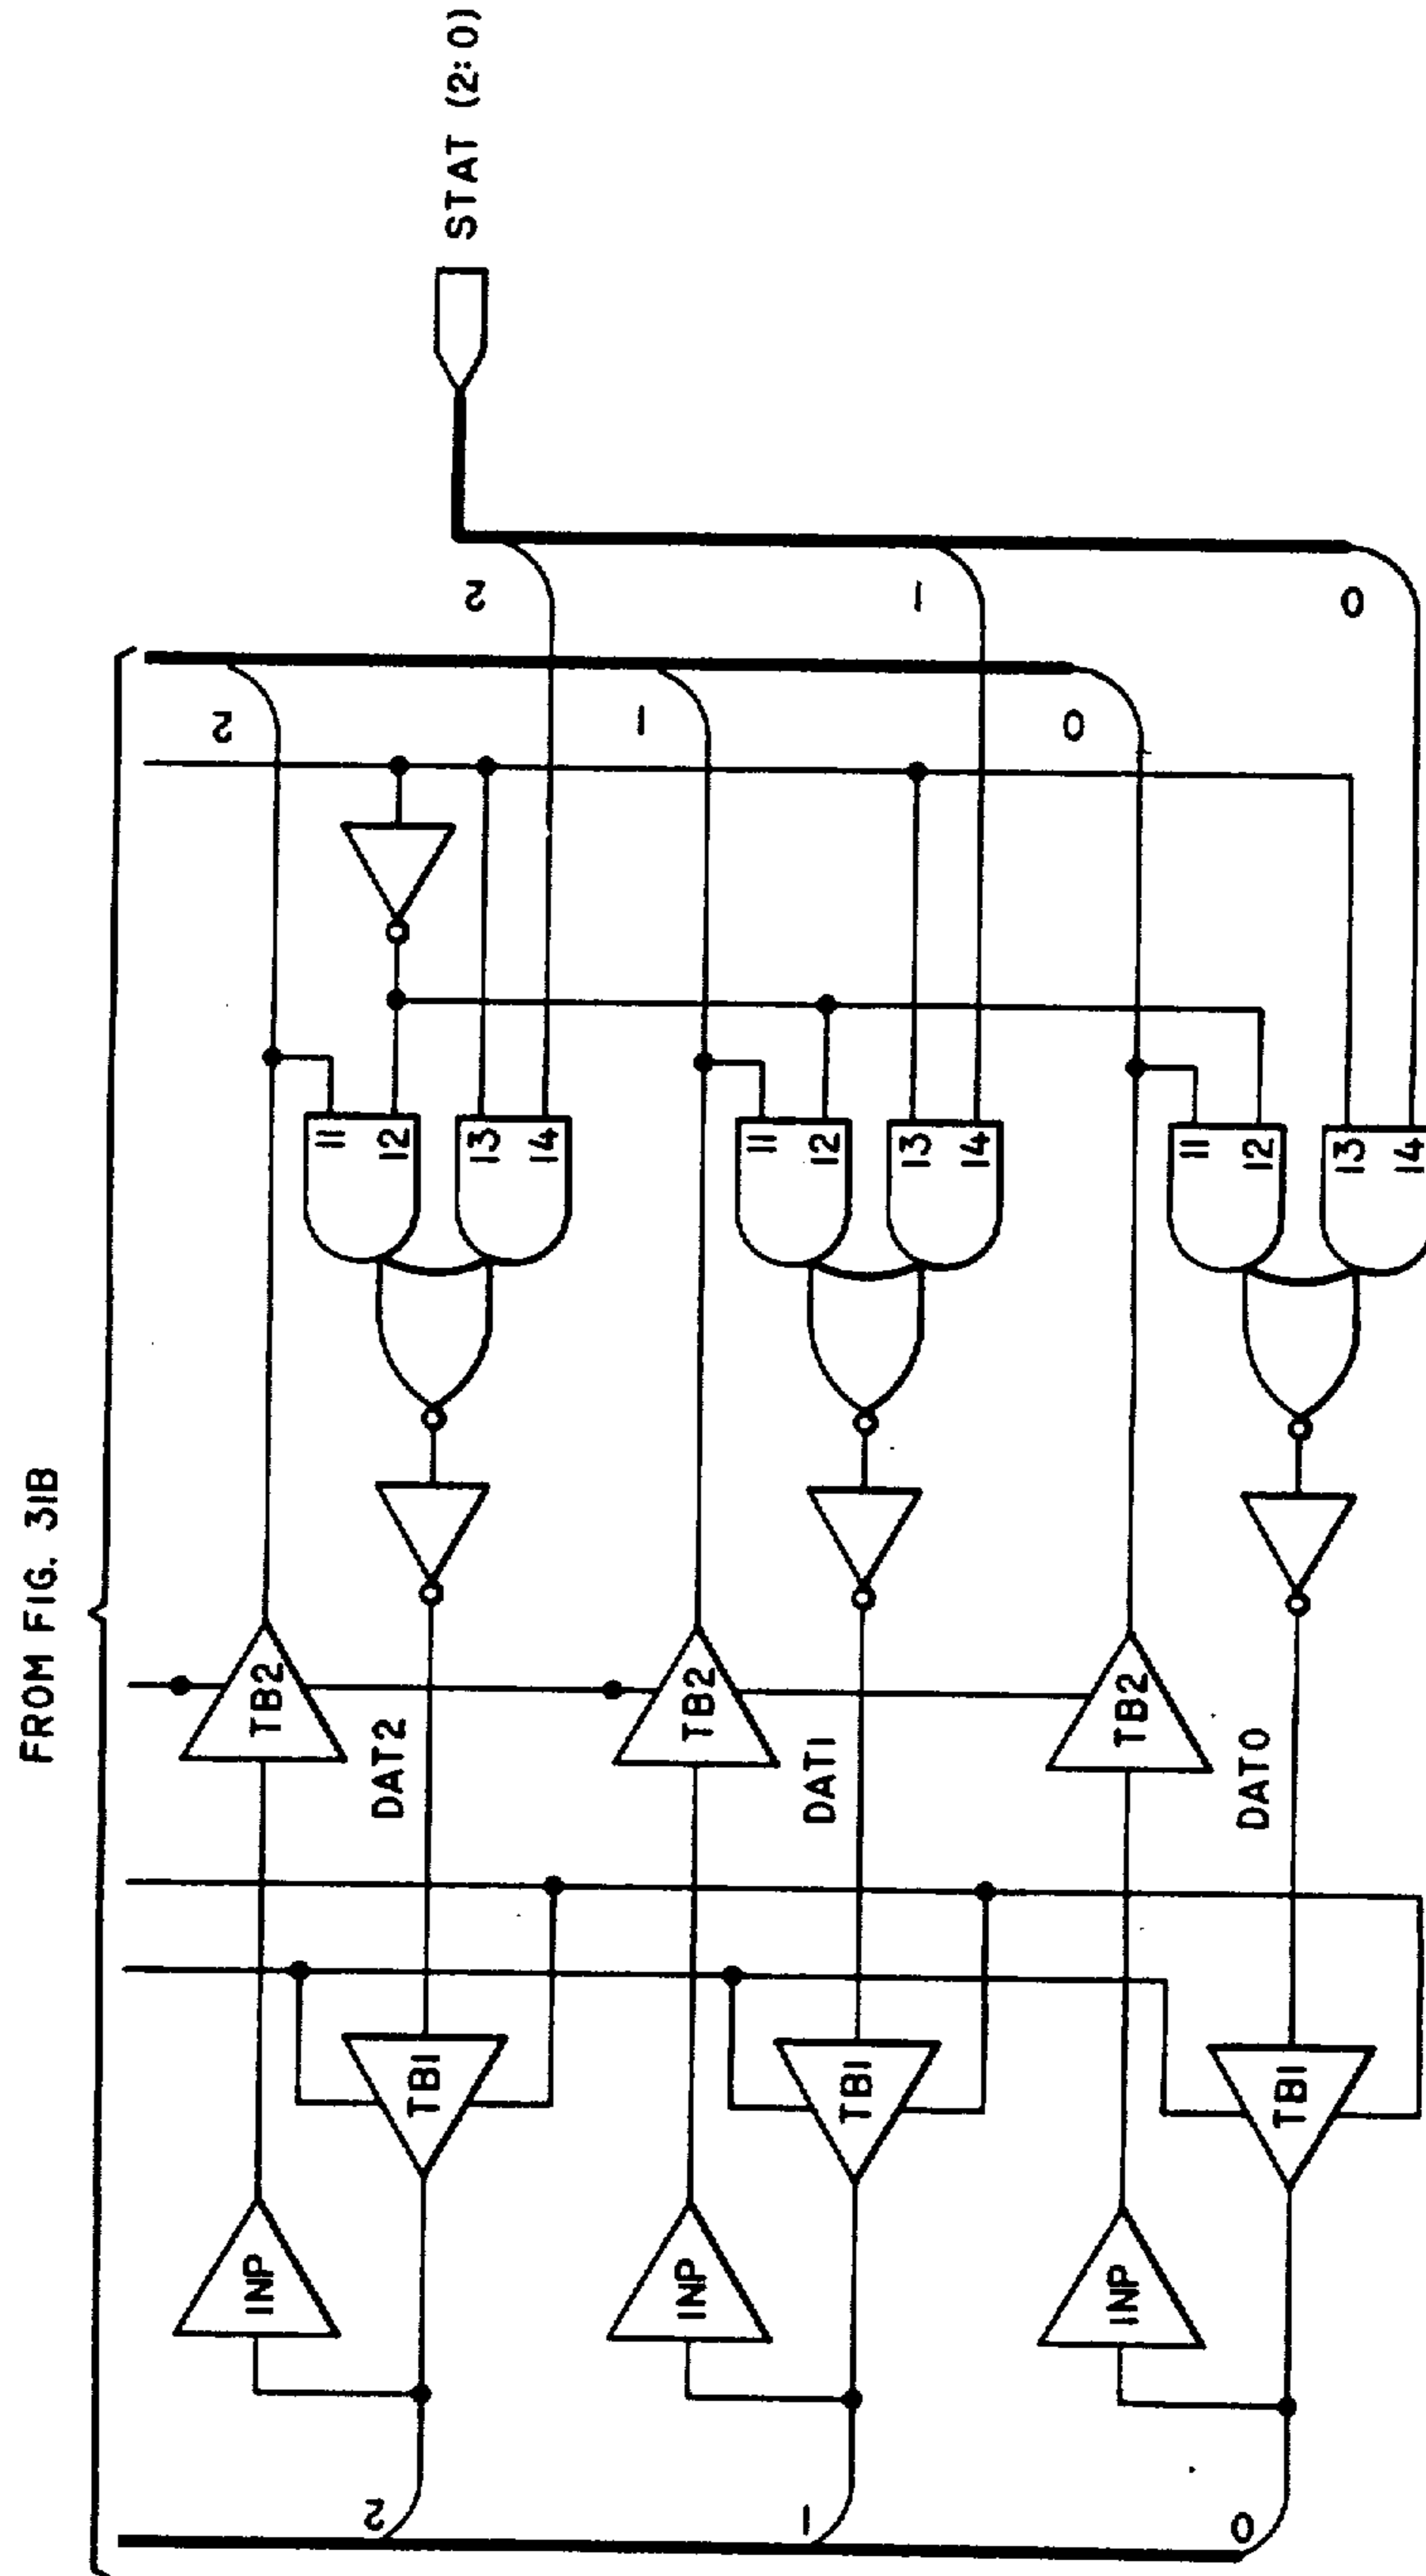 FROM FIG. 31B
STAT (2:0)
2
1
0
2
1
0
11
12
13
14
11
12
13
14
11
12
13
14
TB2
TB2
TB2
DAT2
DAT1
DAT0
TB1
TB1
TB1
INP
INP
INP
2
1
0